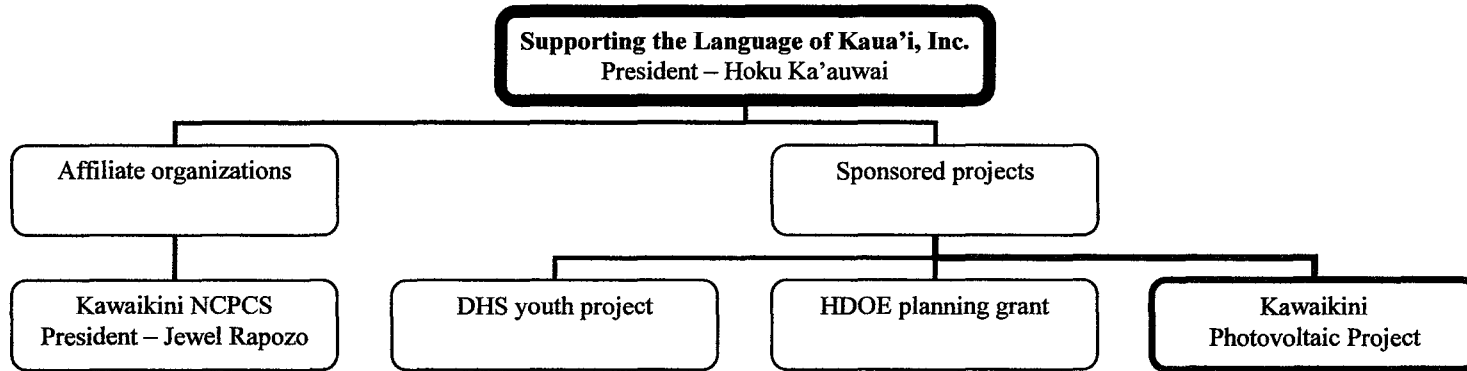 Supporting the Language of Kaua'i, Inc.
President – Hoku Ka'auwai
Affiliate organizations
Sponsored projects
Kawaikini NCPCS
President – Jewel Rapozo
DHS youth project
HDOE planning grant
Kawaikini
Photovoltaic Project